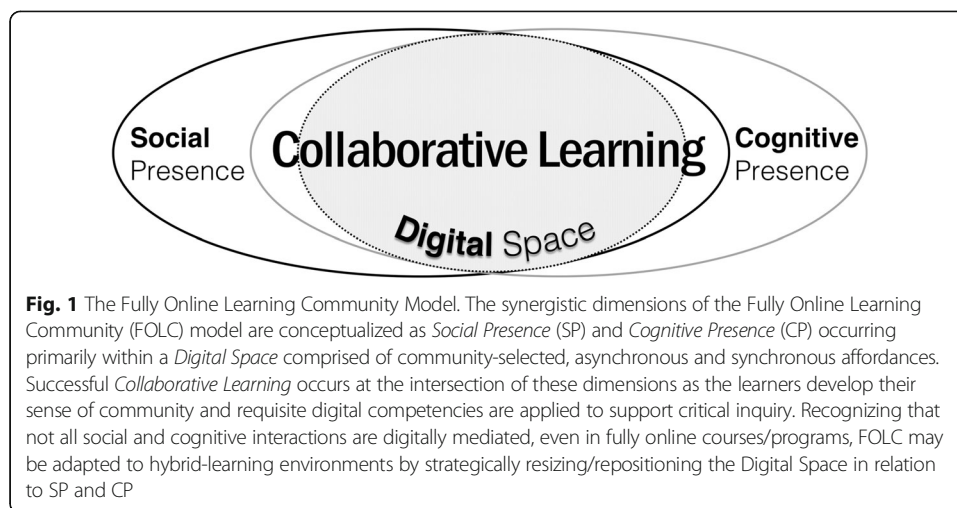 Social
Presence
Collaborative Learning
Cognitive
Presence
Digital Space
Fig. 1 The Fully Online Learning Community Model. The synergistic dimensions of the Fully Online Learning
Community (FOLC) model are conceptualized as Social Presence (SP) and Cognitive Presence (CP) occurring
primarily within a Digital Space comprised of community-selected, asynchronous and synchronous affordances.
Successful Collaborative Learning occurs at the intersection of these dimensions as the learners develop their
sense of community and requisite digital competencies are applied to support critical inquiry. Recognizing that
not all social and cognitive interactions are digitally mediated, even in fully online courses/programs, FOLC may
be adapted to hybrid-learning environments by strategically resizing/repositioning the Digital Space in relation
to SP and CP